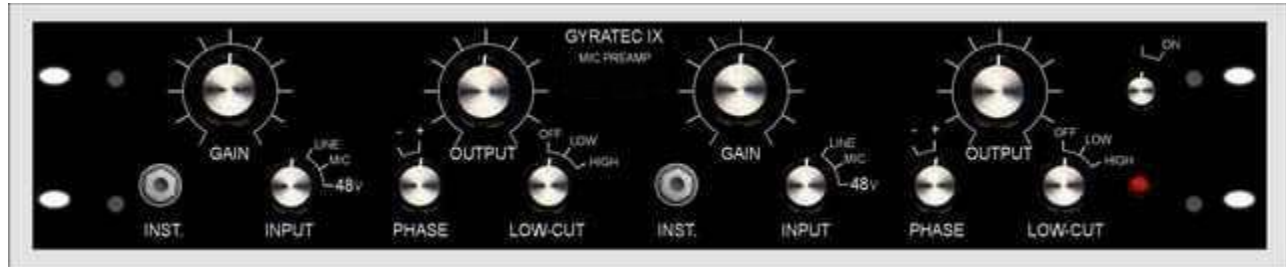 GYRATEC IX
MIC PREAMP
ON
GAIN
- +
OUTPUT
OFF
LOW
HIGH
LINE
MIC
48V
INST.
INPUT
PHASE
LOW-CUT
GAIN
- +
OUTPUT
OFF
LOW
HIGH
LINE
MIC
48V
INST.
INPUT
PHASE
LOW-CUT